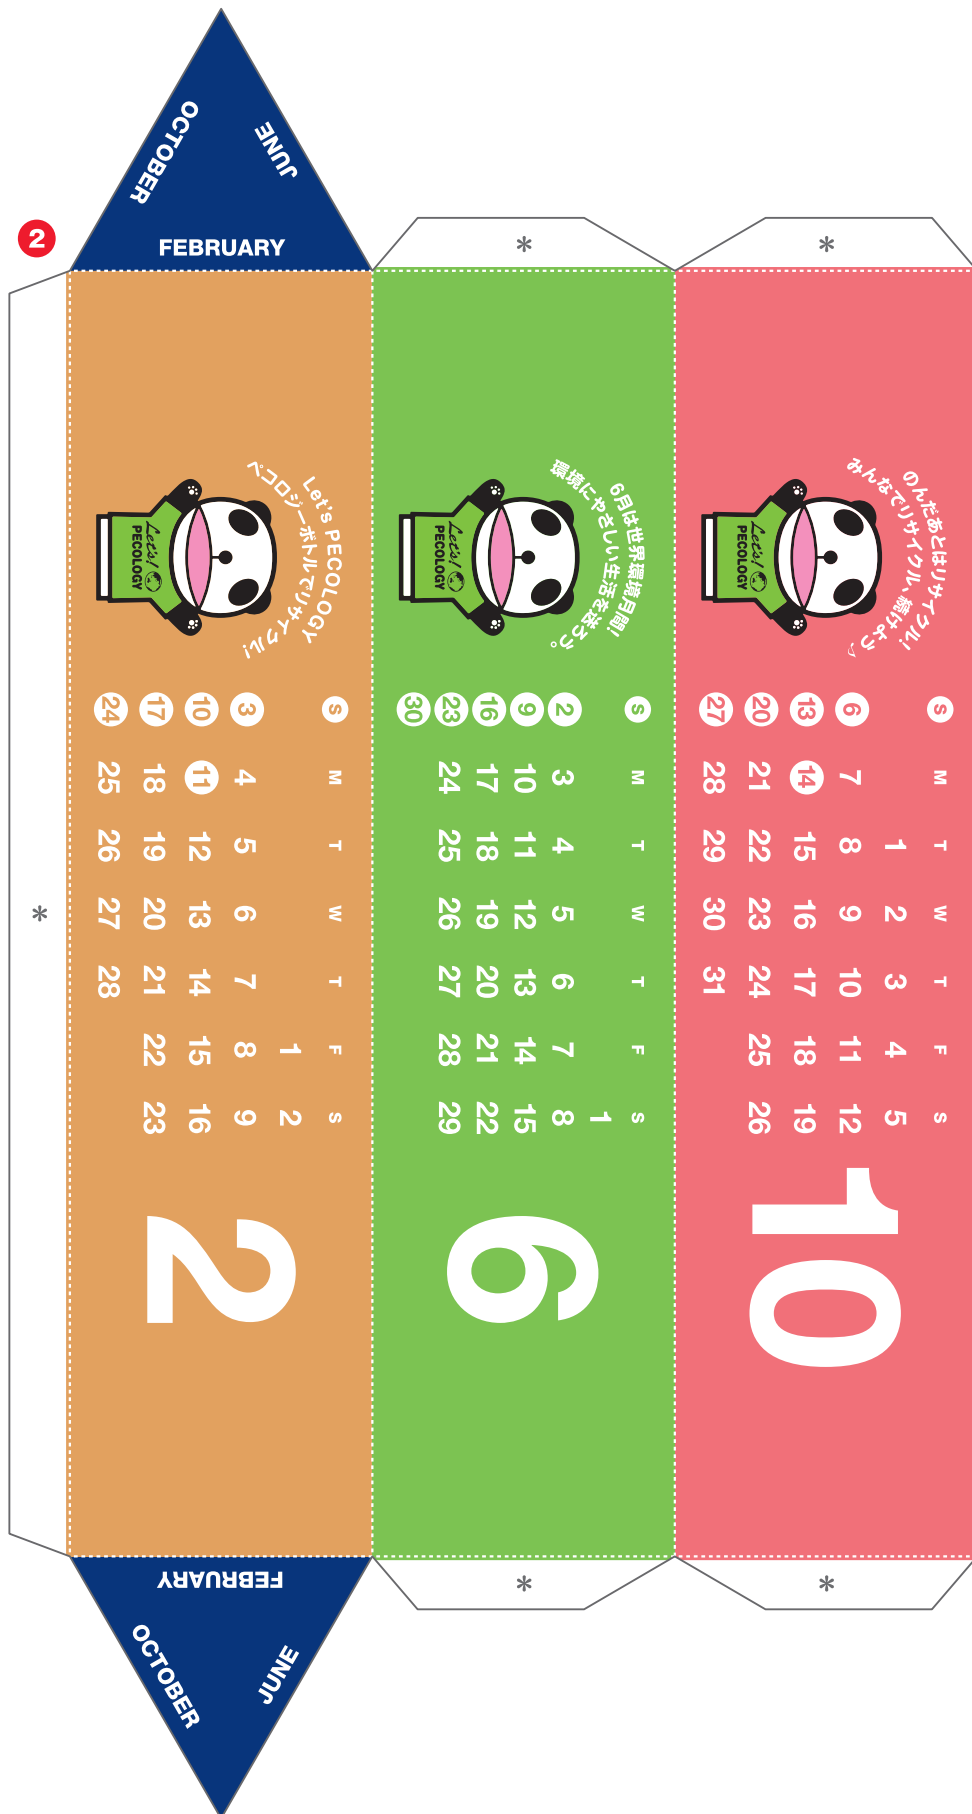 2
OCTOBER
JUNE
FEBRUARY
*
*
*
Let's PECOLOGY
ペコロジーボトルでリサイクル!
Let's!
PECOLOGY
S M T W T F S
1 2
3 4 5 6 7 8 9
10 11 12 13 14 15 16
17 18 19 20 21 22 23
24 25 26 27 28
2
6月は世界環境月間!
環境にやさしい生活を送ろう。
Let's!
PECOLOGY
S M T W T F S
1
2 3 4 5 6 7 8
9 10 11 12 13 14 15
16 17 18 19 20 21 22
23 24 25 26 27 28 29
30
6
のんだあとはリサイクル!
みんなでリサイクル、続けよう♪
Let's!
PECOLOGY
S M T W T F S
1 2 3 4 5
6 7 8 9 10 11 12
13 14 15 16 17 18 19
20 21 22 23 24 25 26
27 28 29 30 31
10
FEBRUARY
OCTOBER
JUNE
*
*